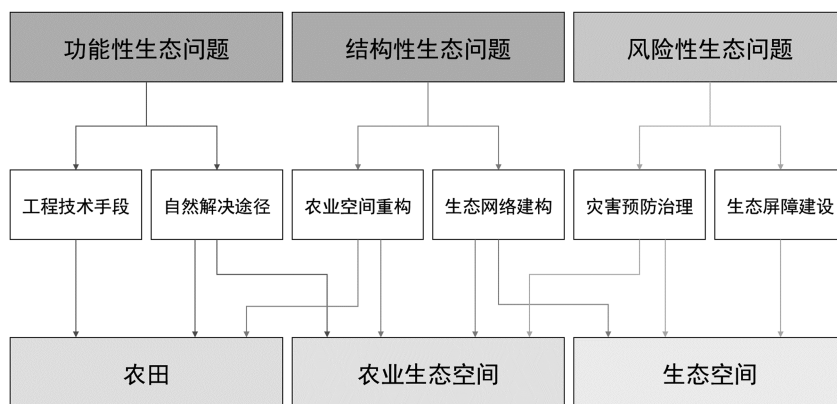 功能性生态问题
结构性生态问题
风险性生态问题
工程技术手段
自然解决途径
农业空间重构
生态网络建构
灾害预防治理
生态屏障建设
农田
农业生态空间
生态空间